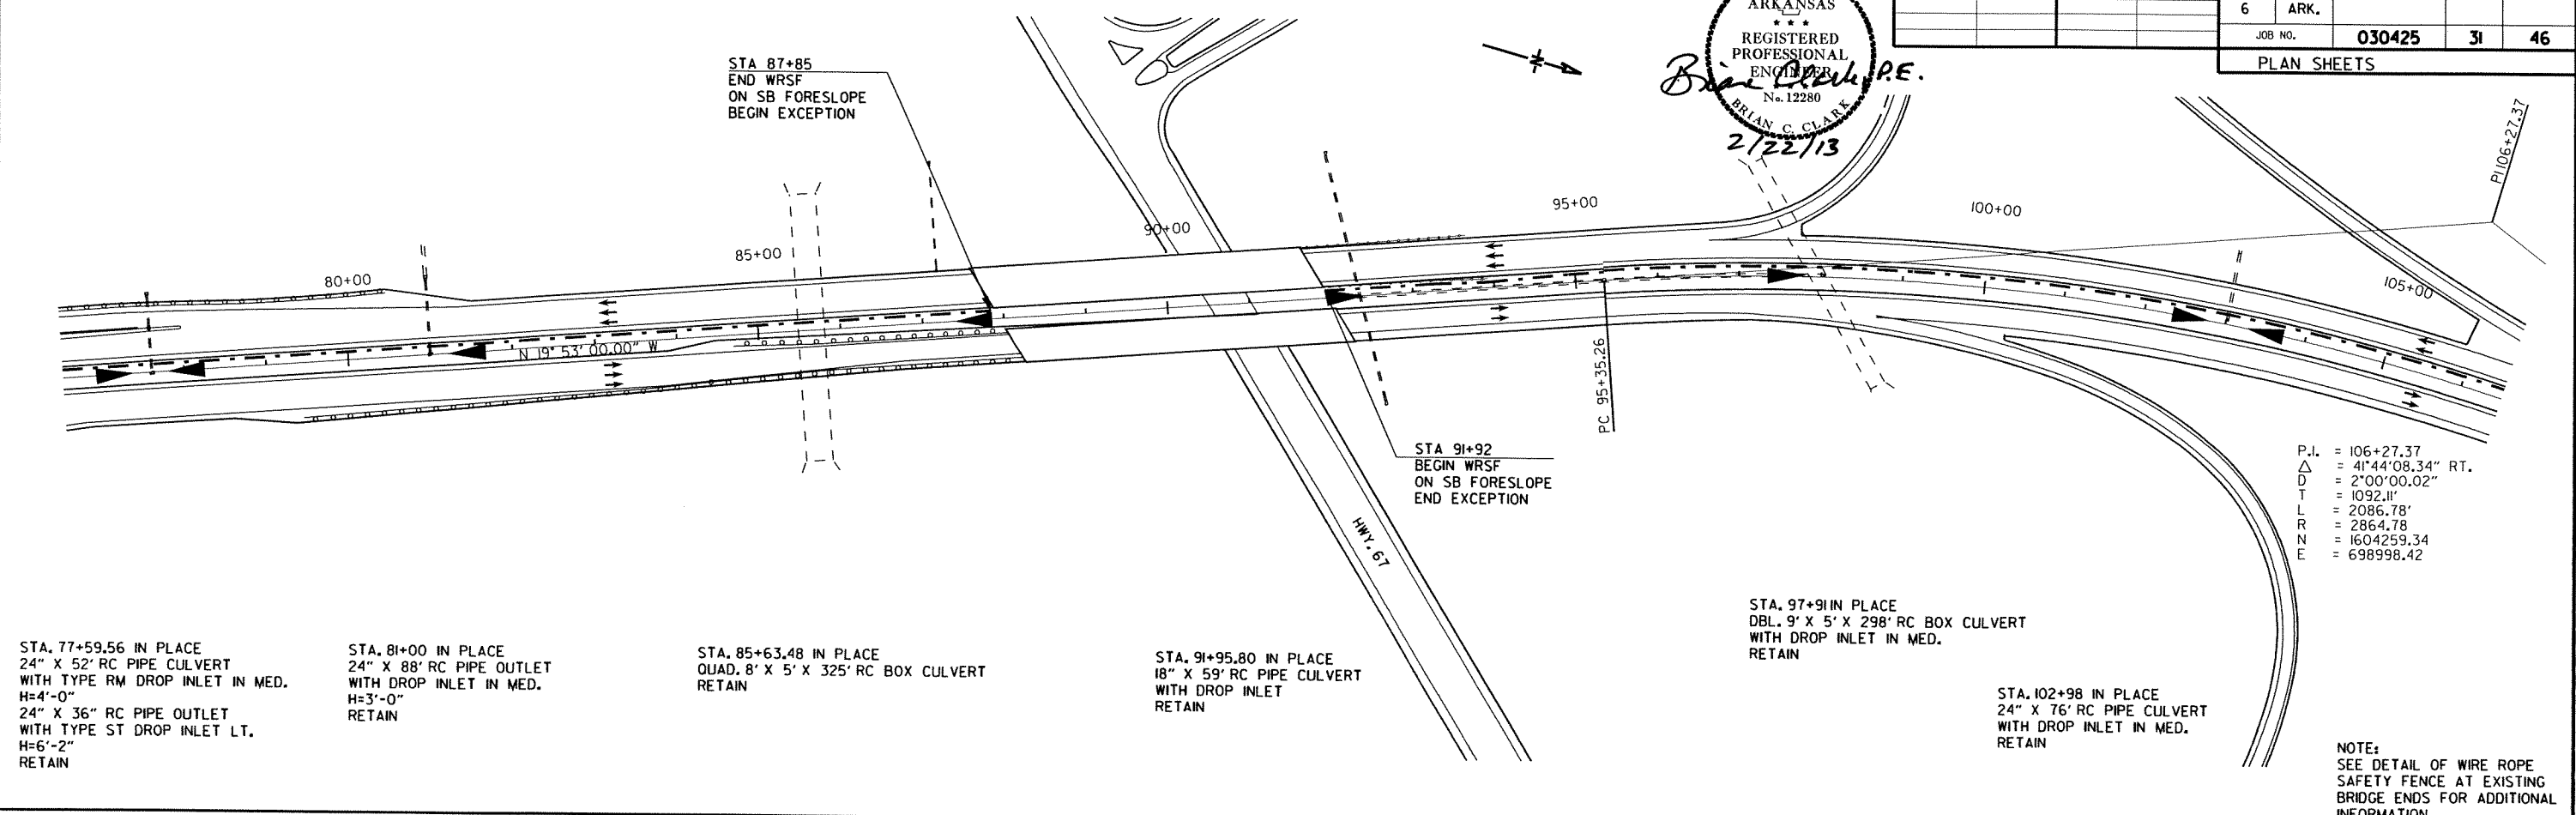 ARKANSAS
★ ★ ★
REGISTERED
PROFESSIONAL
ENGINEER
No. 12280
BRIAN C. CLARK
Brian Clark, P.E.
2/22/13
6 ARK.
JOB NO. 030425 31 46
PLAN SHEETS
STA 87+85
END WRSF
ON SB FORESLOPE
BEGIN EXCEPTION
80+00
85+00
90+00
95+00
100+00
105+00
PI 106+27.37
N 19° 53' 00.00" W
PC 95+35.26
HWY. 67
STA 91+92
BEGIN WRSF
ON SB FORESLOPE
END EXCEPTION
P.I. = 106+27.37
△ = 41°44'08.34" RT.
D = 2°00'00.02"
T = 1092.11'
L = 2086.78'
R = 2864.78
N = 1604259.34
E = 698998.42
STA. 77+59.56 IN PLACE
24" X 52' RC PIPE CULVERT
WITH TYPE RM DROP INLET IN MED.
H=4'-0"
24" X 36" RC PIPE OUTLET
WITH TYPE ST DROP INLET LT.
H=6'-2"
RETAIN
STA. 81+00 IN PLACE
24" X 88' RC PIPE OUTLET
WITH DROP INLET IN MED.
H=3'-0"
RETAIN
STA. 85+63.48 IN PLACE
QUAD. 8' X 5' X 325' RC BOX CULVERT
RETAIN
STA. 91+95.80 IN PLACE
18" X 59' RC PIPE CULVERT
WITH DROP INLET
RETAIN
STA. 97+91 IN PLACE
DBL. 9' X 5' X 298' RC BOX CULVERT
WITH DROP INLET IN MED.
RETAIN
STA. 102+98 IN PLACE
24" X 76' RC PIPE CULVERT
WITH DROP INLET IN MED.
RETAIN
NOTE:
SEE DETAIL OF WIRE ROPE
SAFETY FENCE AT EXISTING
BRIDGE ENDS FOR ADDITIONAL
INFORMATION